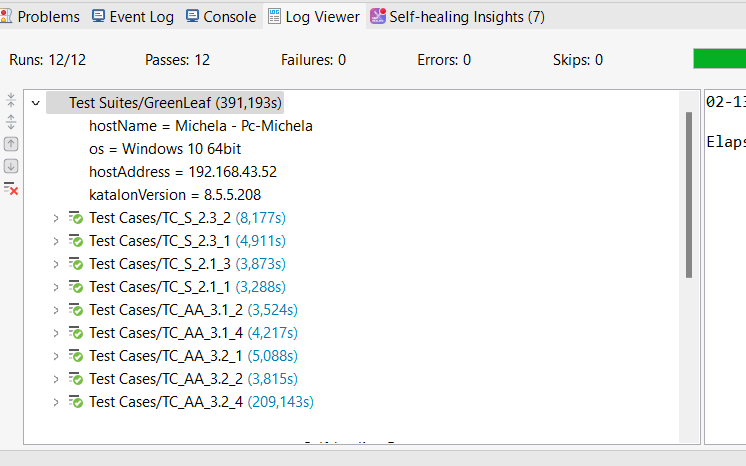 Problems Event Log Console Log Viewer Self-healing Insights (7)
Runs: 12/12 Passes: 12 Failures: 0 Errors: 0 Skips: 0
Test Suites/GreenLeaf (391,193s)
hostName = Michela - Pc-Michela
os = Windows 10 64bit
hostAddress = 192.168.43.52
katalonVersion = 8.5.5.208
Test Cases/TC_S_2.3_2 (8,177s)
Test Cases/TC_S_2.3_1 (4,911s)
Test Cases/TC_S_2.1_3 (3,873s)
Test Cases/TC_S_2.1_1 (3,288s)
Test Cases/TC_AA_3.1_2 (3,524s)
Test Cases/TC_AA_3.1_4 (4,217s)
Test Cases/TC_AA_3.2_1 (5,088s)
Test Cases/TC_AA_3.2_2 (3,815s)
Test Cases/TC_AA_3.2_4 (209,143s)
02-13
Elaps